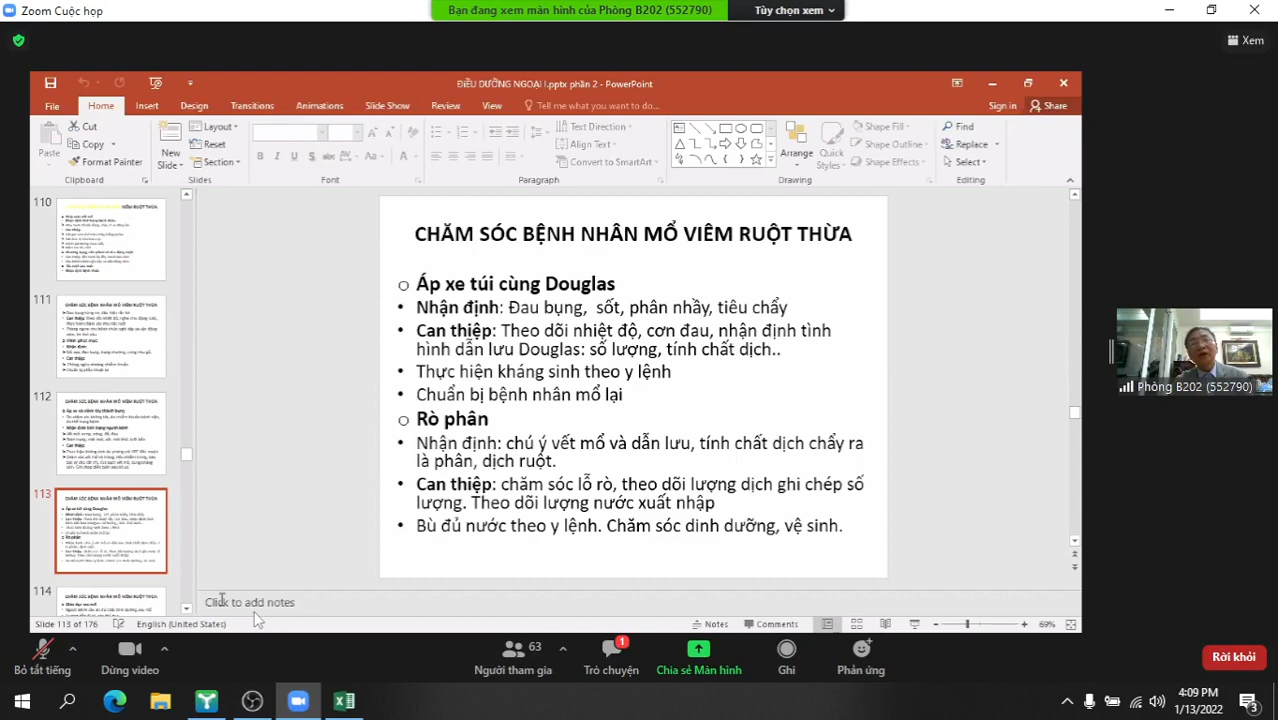 Zoom Cuộc họp
Bạn đang xem màn hình của Phòng B202 (552790)
Tùy chọn xem
Xem
ĐIỀU DƯỠNG NGOẠI I.pptx phần 2 - PowerPoint
File Home Insert Design Transitions Animations Slide Show Review View Tell me what you want to do... Sign in Share
Paste Cut Copy Format Painter
Clipboard
New Slide Layout Reset Section
Slides
Font
Text Direction Align Text Convert to SmartArt
Paragraph
Arrange Quick Styles Shape Fill Shape Outline Shape Effects
Drawing
Find Replace Select
Editing
110
111
112
113
114
CHĂM SÓC BỆNH NHÂN MỔ VIÊM RUỘT THỪA
o Áp xe túi cùng Douglas
• Nhận định: Đau bụng, sốt, phân nhầy, tiêu chẩy
• Can thiệp: Theo dõi nhiệt độ, cơn đau, nhận định tình
hình dẫn lưu Douglas: số lượng, tính chất dịch..
• Thực hiện kháng sinh theo y lệnh
• Chuẩn bị bệnh nhân mổ lại
o Rò phân
• Nhận định: chú ý vết mổ và dẫn lưu, tính chất dịch chảy ra
là phân, dịch ruột.
• Can thiệp: chăm sóc lỗ rò, theo dõi lượng dịch ghi chép số
lượng. Theo dõi lượng nước xuất nhập
• Bù đủ nước theo y lệnh. Chăm sóc dinh dưỡng, vệ sinh.
Click to add notes
Slide 113 of 176 English (United States) Notes Comments 69%
Phòng B202 (552790)
Bỏ tắt tiếng
Dừng video
63
Người tham gia
1
Trò chuyện
Chia sẻ Màn hình
Ghi
Phản ứng
Rời khỏi
4:09 PM
1/13/2022
3